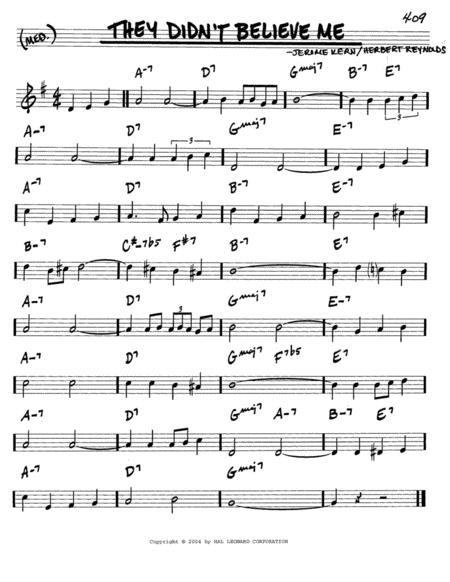 409
(MED.) THEY DIDN'T BELIEVE ME
-JEROME KERN/HERBERT REYNOLDS
A-7 D7 Gmaj7 B-7 E7
4 4 3
A-7 D7 Gmaj7 E-7
3
A-7 D7 B-7 E-7
B-7 C#-7b5 F#7 B-7 E7
A-7 D7 Gmaj7 E-7
3
A-7 D7 Gmaj7 F7b5 E7
A-7 D7 Gmaj7 A-7 B-7 E7
A-7 D7 Gmaj7
Copyright © 2004 by HAL LEONARD CORPORATION